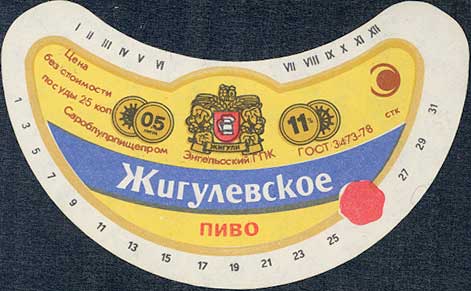 I II III IV V VI
VII VIII IX X XI XII
Цена
без стоимости
посуды 25 коп
Сароблпурпищепром
05
литра
ЖИГУЛИ
Энгельсский ГПК
11%
ГОСТ 3473-78
СТК
Жигулевское
ПИВО
1 3 5 7 9 11 13 15 17 19 21 23 25 27 29 31